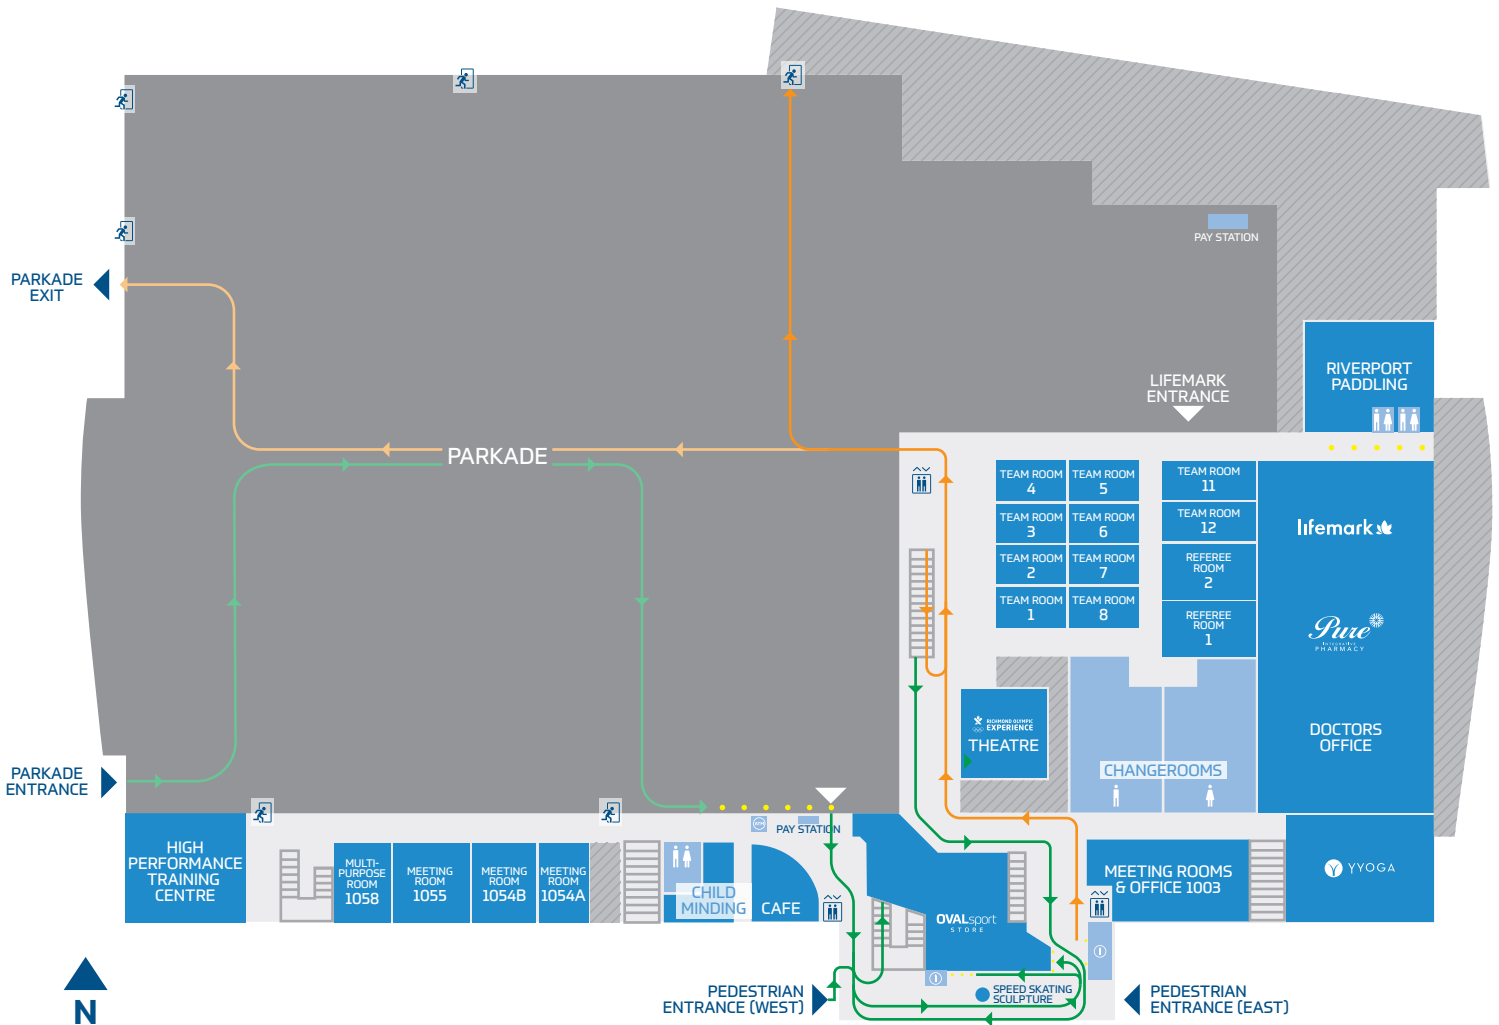 PAY STATION
PARKADE
EXIT
LIFEMARK
ENTRANCE
RIVERPORT
PADDLING
PARKADE
TEAM ROOM
4
TEAM ROOM
5
TEAM ROOM
11
TEAM ROOM
3
TEAM ROOM
6
TEAM ROOM
12
lifemark
TEAM ROOM
2
TEAM ROOM
7
REFEREE
ROOM
2
TEAM ROOM
1
TEAM ROOM
8
REFEREE
ROOM
1
Pure
PHARMACY
RICHMOND OLYMPIC
EXPERIENCE
THEATRE
DOCTORS
OFFICE
CHANGEROOMS
PARKADE
ENTRANCE
PAY STATION
HIGH
PERFORMANCE
TRAINING
CENTRE
MULTI-
PURPOSE
ROOM
1058
MEETING
ROOM
1055
MEETING
ROOM
1054B
MEETING
ROOM
1054A
CHILD
MINDING
CAFE
OVALsport
STORE
MEETING ROOMS
& OFFICE 1003
YYOGA
N
PEDESTRIAN
ENTRANCE (WEST)
SPEED SKATING
SCULPTURE
PEDESTRIAN
ENTRANCE (EAST)